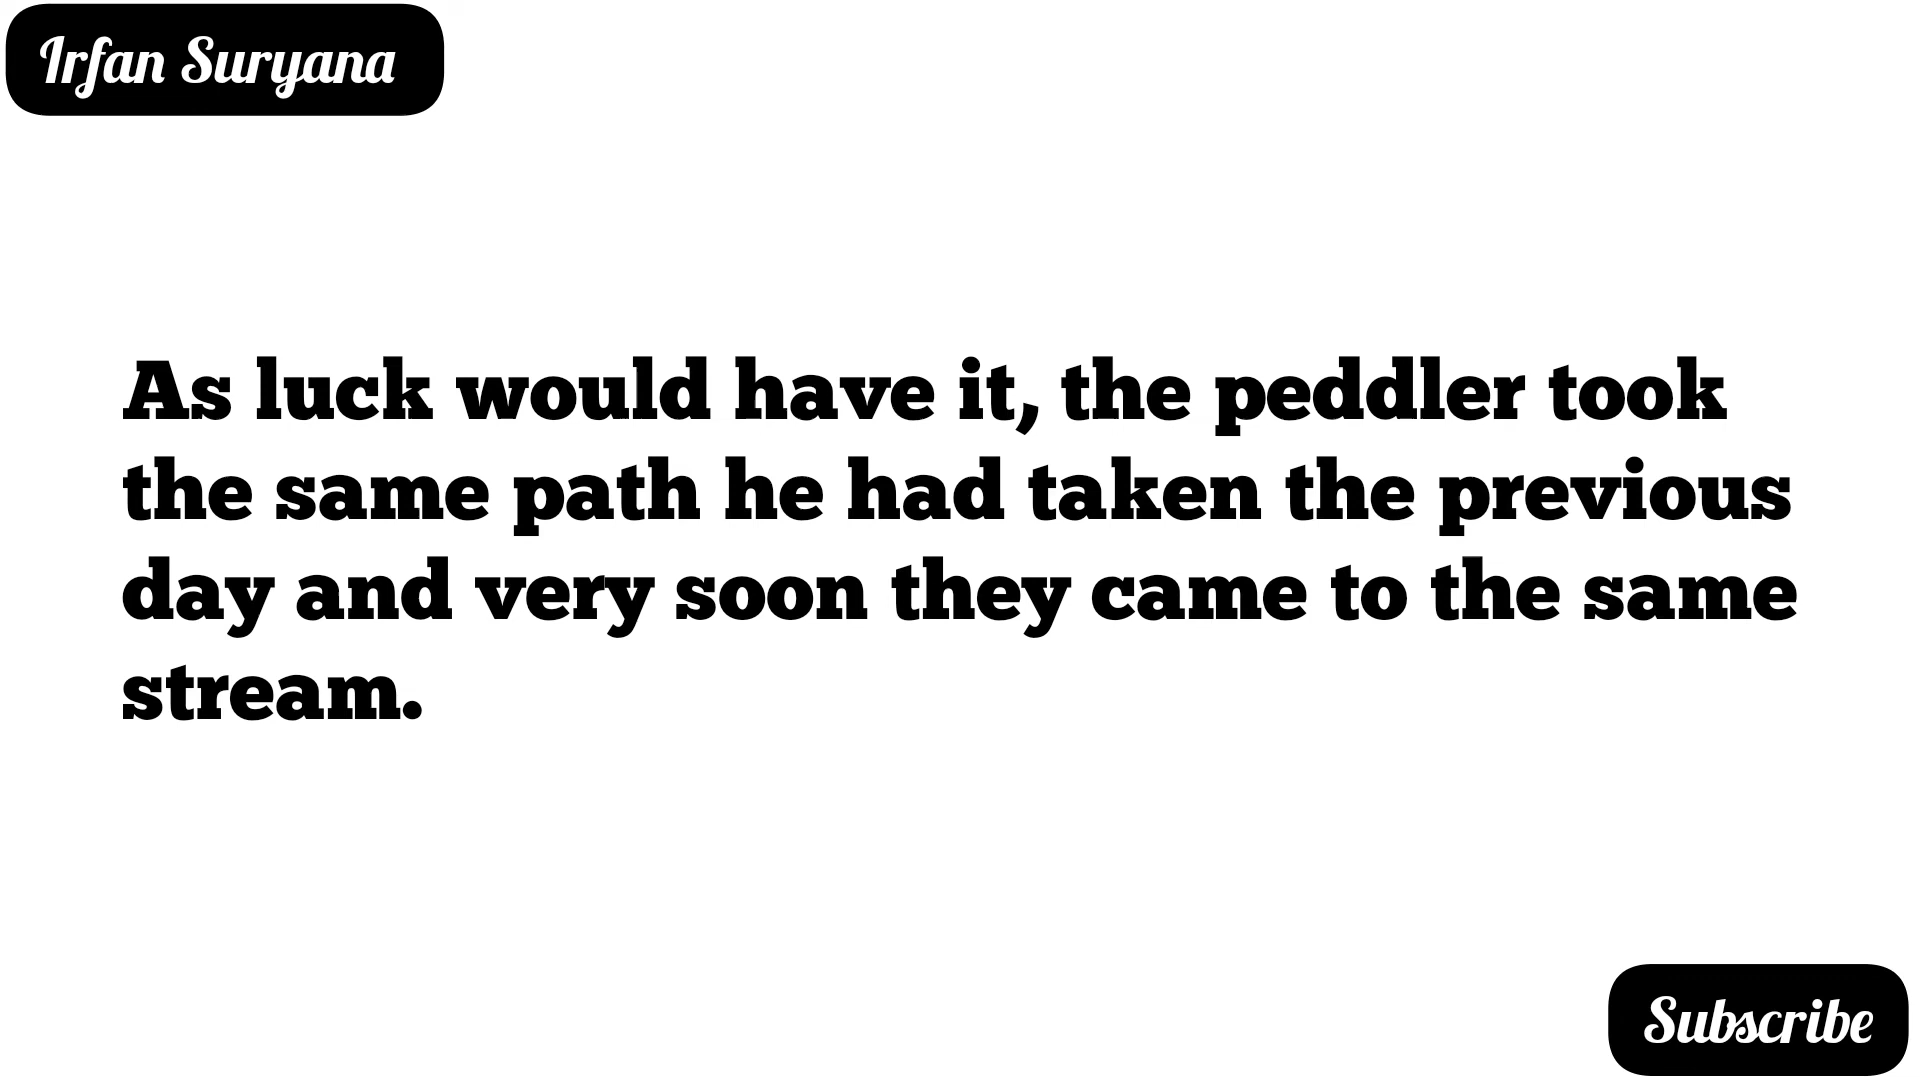 Irfan Suryana
As luck would have it, the peddler took
the same path he had taken the previous
day and very soon they came to the same
stream.
Subscribe